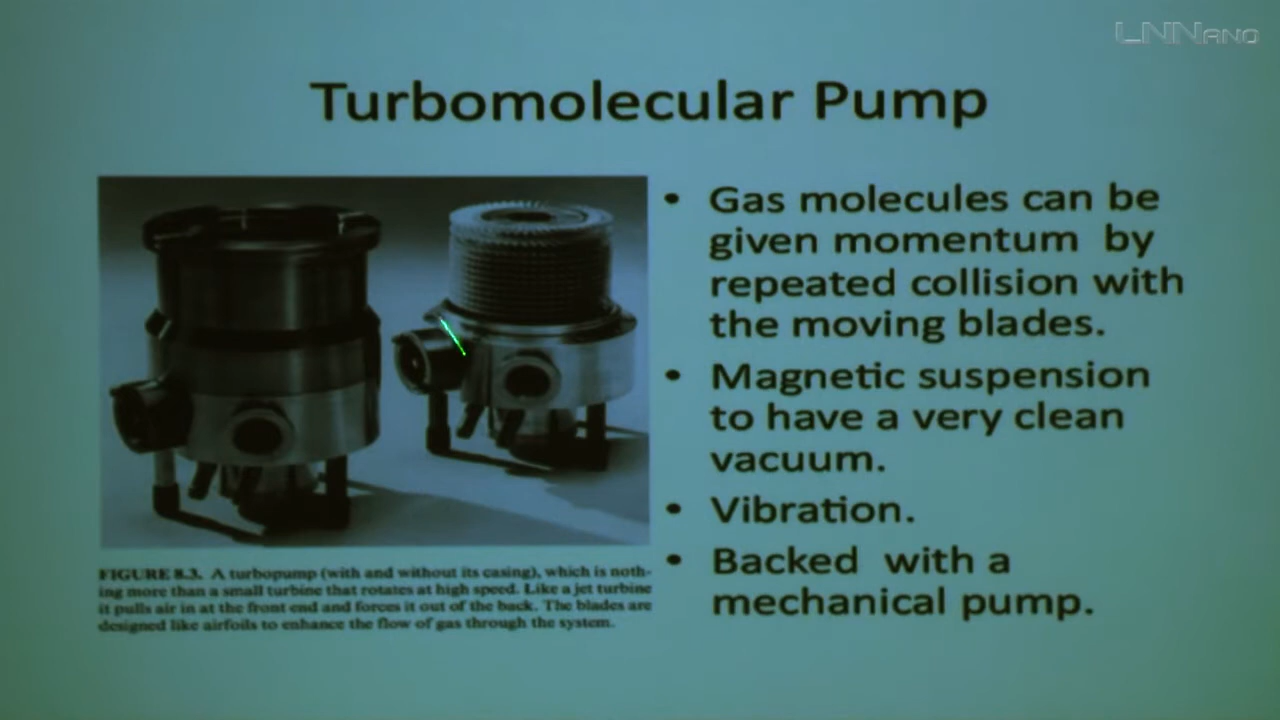 LNNano
Turbomolecular Pump
• Gas molecules can be
given momentum by
repeated collision with
the moving blades.
• Magnetic suspension
to have a very clean
vacuum.
• Vibration.
• Backed with a
mechanical pump.
FIGURE 8.3. A turbopump (with and without its casing), which is noth-
ing more than a small turbine that rotates at high speed. Like a jet turbine
it pulls air in at the front end and forces it out of the back. The blades are
designed like airfoils to enhance the flow of gas through the system.